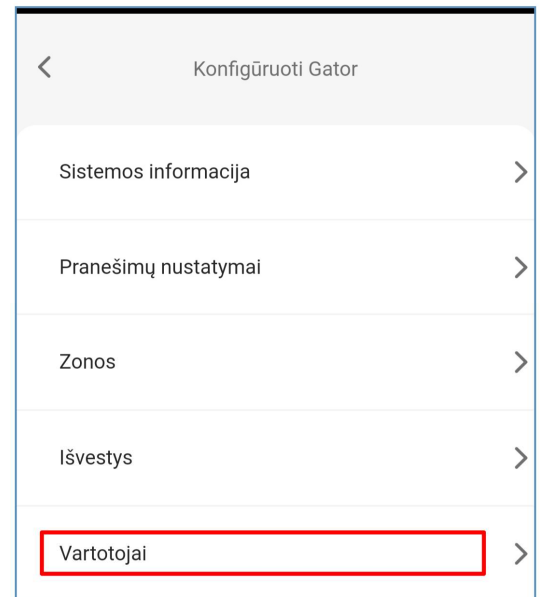 Konfigūruoti Gator
Sistemos informacija
Pranešimų nustatymai
Zonos
Išvestys
Vartotojai